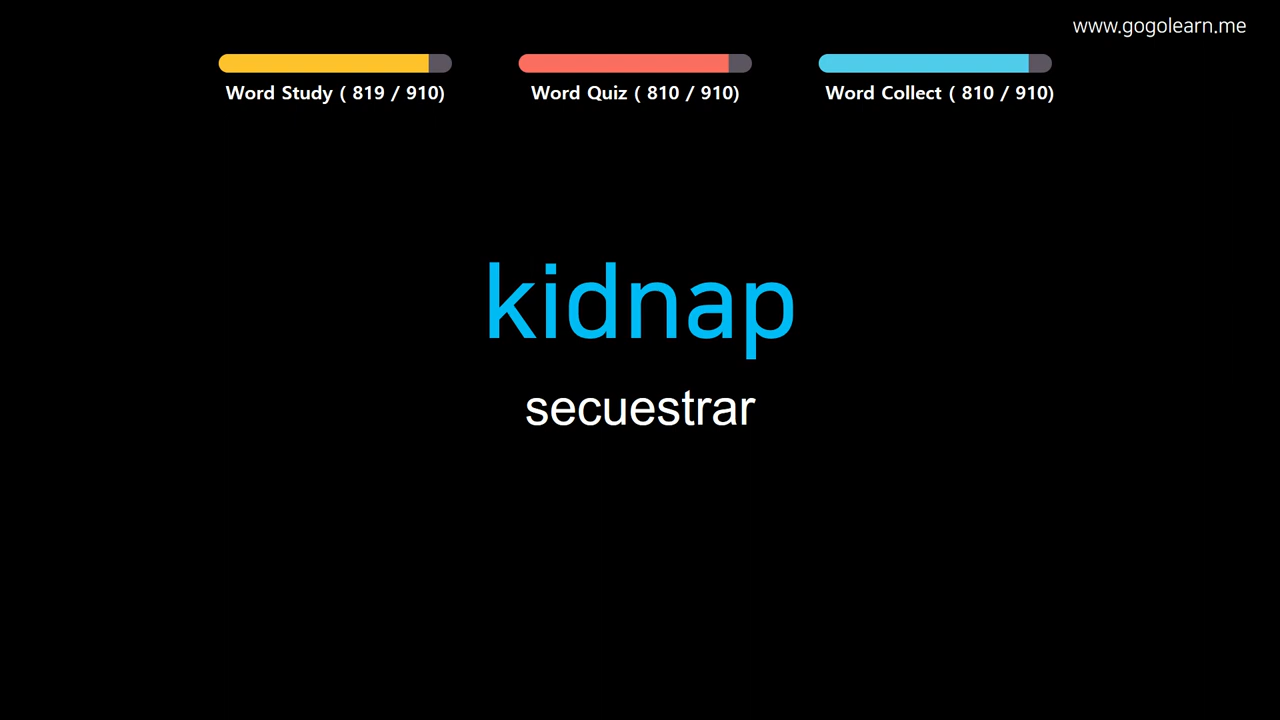 www.gogolearn.me
Word Study ( 819 / 910)
Word Quiz ( 810 / 910)
Word Collect ( 810 / 910)
kidnap
secuestrar